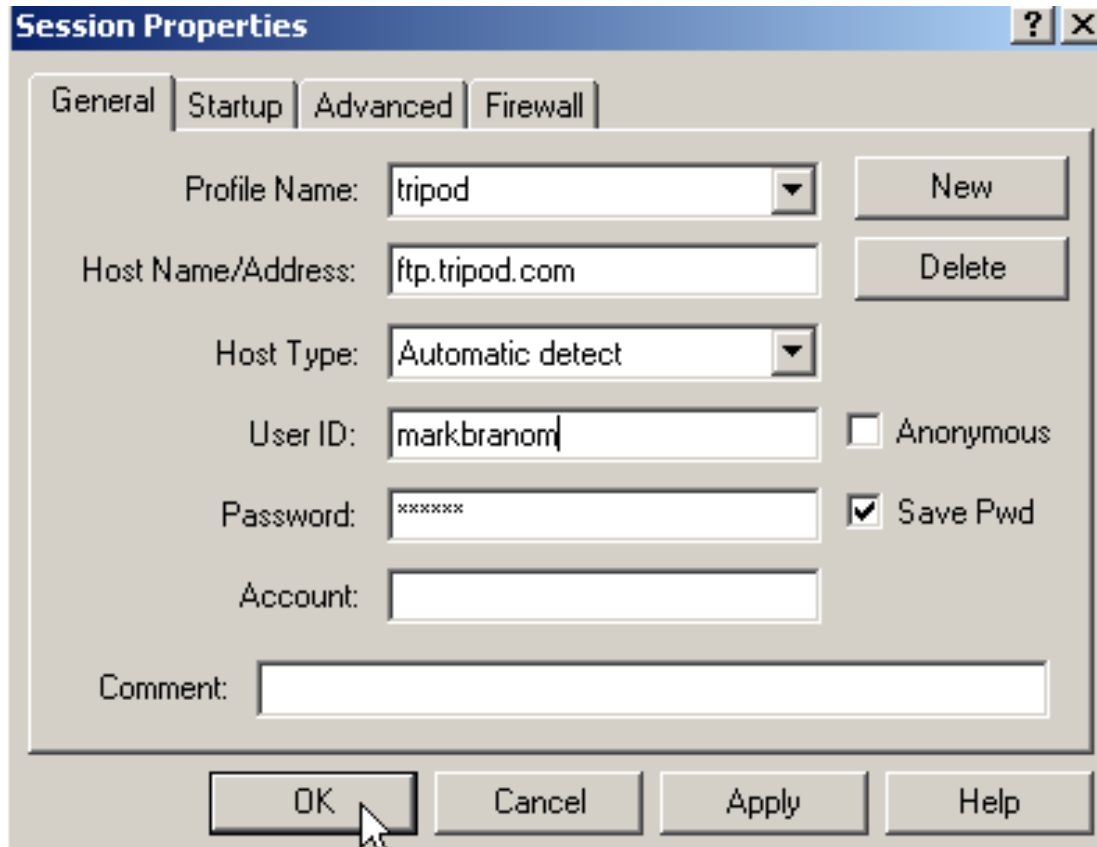 Session Properties
General Startup Advanced Firewall
Profile Name: tripod New
Host Name/Address: ftp.tripod.com Delete
Host Type: Automatic detect
User ID: markbranom Anonymous
Password: ****** Save Pwd
Account:
Comment:
OK Cancel Apply Help